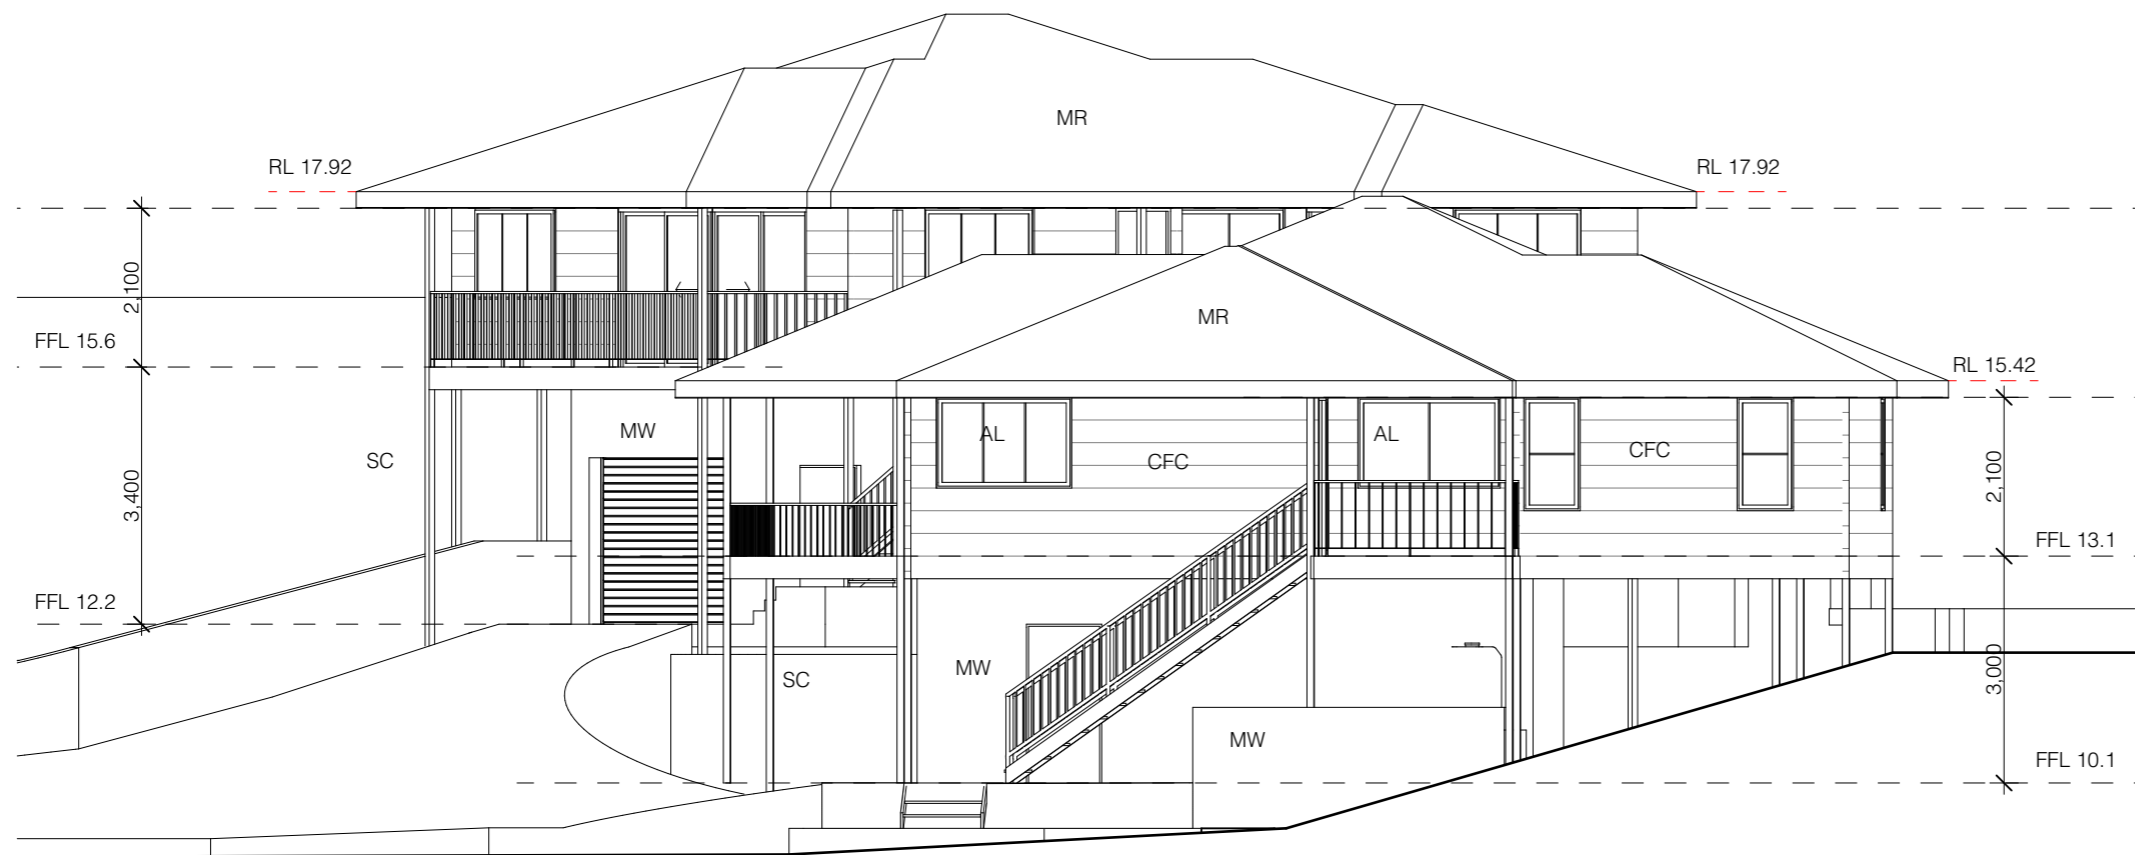 MR
RL 17.92
RL 17.92
2,100
MR
FFL 15.6
RL 15.42
MW
AL
AL
SC
CFC
CFC
3,400
2,100
FFL 13.1
FFL 12.2
MW
SC
3,000
MW
FFL 10.1